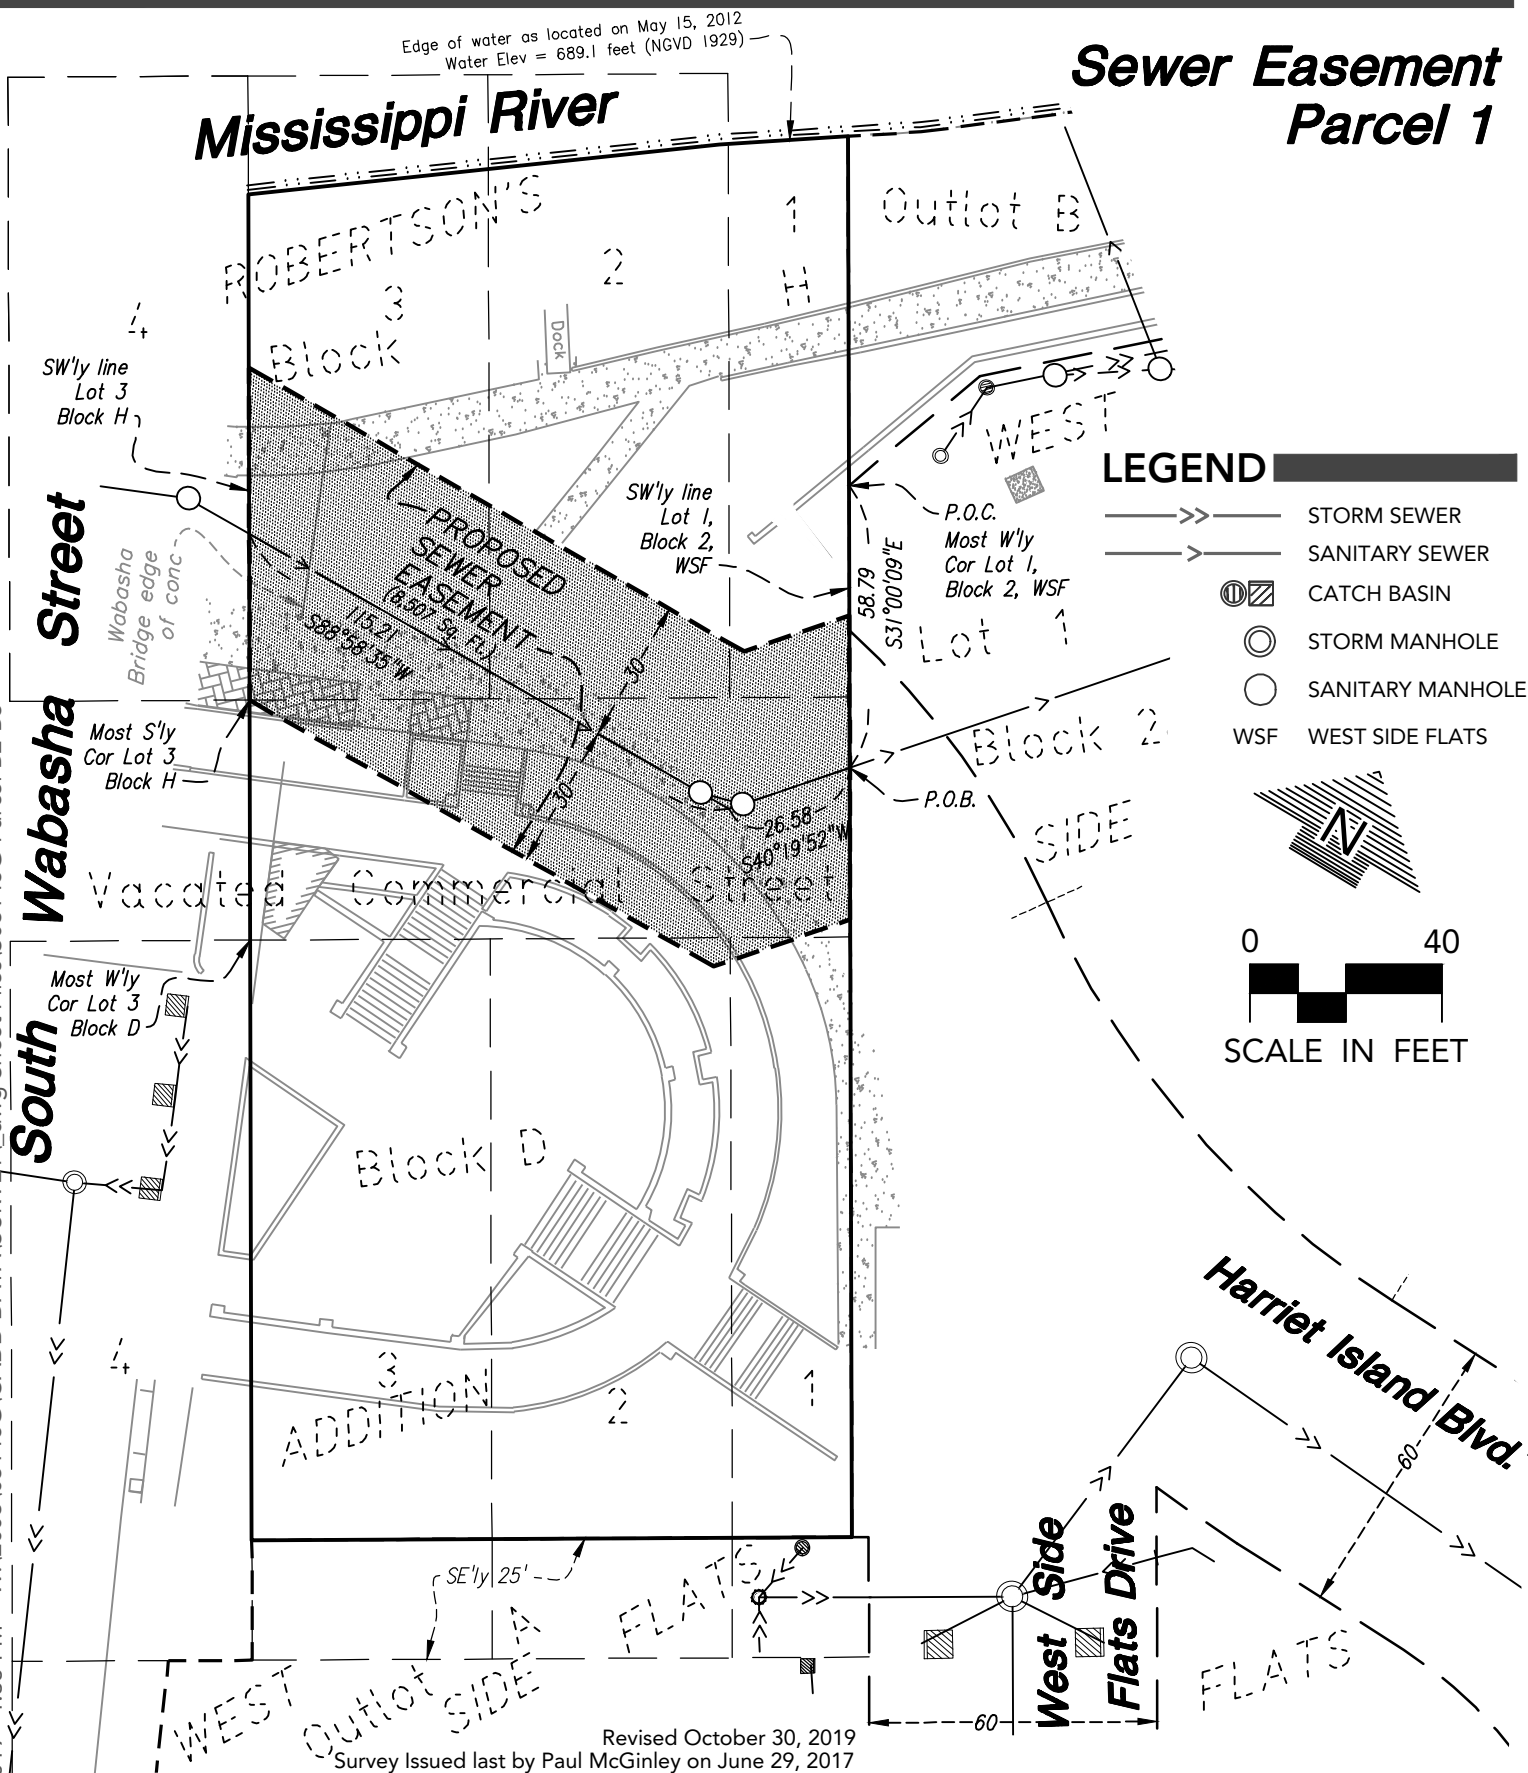 Edge of water as located on May 15, 2012
Water Elev = 689.1 feet (NGVD 1929)
Sewer Easement
Parcel 1
Mississippi River
ROBERTSON'S
1
Outlot B
2
H
3
Block
4
Dock
SW'ly line
Lot 3
Block H
WEST
LEGEND
STORM SEWER
SANITARY SEWER
CATCH BASIN
STORM MANHOLE
SANITARY MANHOLE
WSF WEST SIDE FLATS
SW'ly line
Lot 1,
Block 2,
WSF
P.O.C.
Most W'ly
Cor Lot 1,
Block 2, WSF
58.79
S31°00'09"E
PROPOSED
SEWER
EASEMENT
(8,507 Sq. Ft.)
115.21
S88°58'35"W
Wabasha
Bridge edge
of conc
South Wabasha Street
Lot 1
30
Block 2
Most S'ly
Cor Lot 3
Block H
30
P.O.B.
26.58
S40°19'52"W
SIDE
N
Vacated Commercial Street
0 40
SCALE IN FEET
Most W'ly
Cor Lot 3
Block D
Block D
Harriet Island Blvd.
4
3
2
1
ADDITION
60
SE'ly 25'
FLATS
West Side
Flats Drive
WEST
Outlot A
SIDE
FLATS
60
Revised October 30, 2019
Survey Issued last by Paul McGinley on June 29, 2017